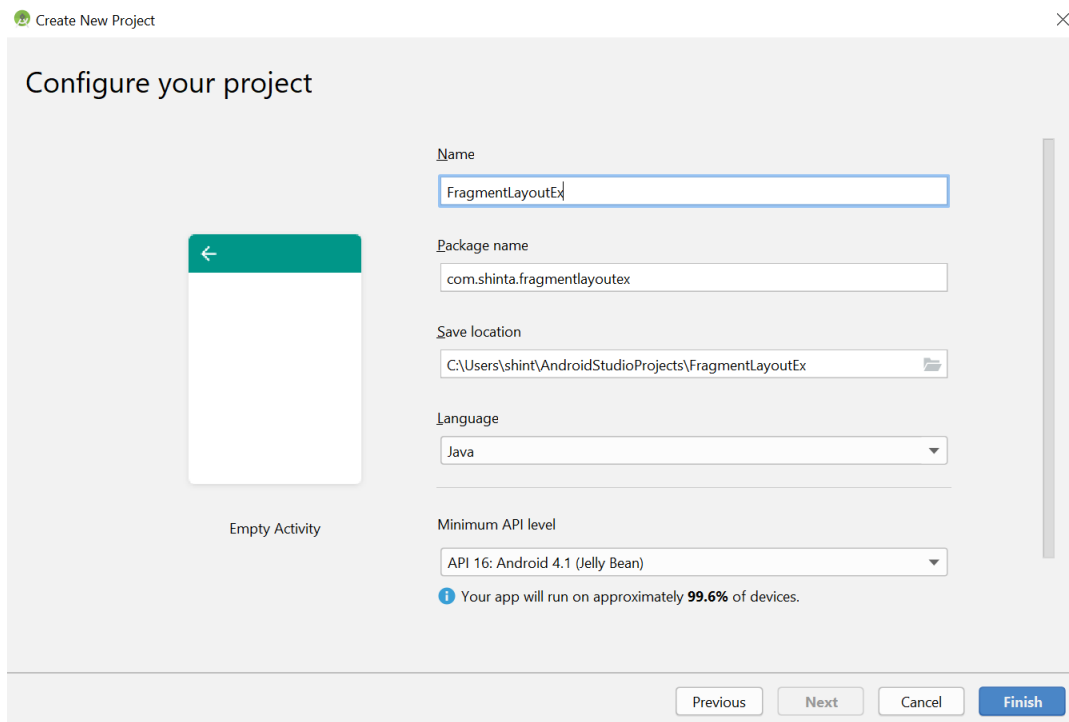 Create New Project
Configure your project
Name
FragmentLayoutEx
Package name
com.shinta.fragmentlayoutex
Save location
C:\Users\shint\AndroidStudioProjects\FragmentLayoutEx
Language
Java
Empty Activity
Minimum API level
API 16: Android 4.1 (Jelly Bean)
Your app will run on approximately 99.6% of devices.
Previous
Next
Cancel
Finish